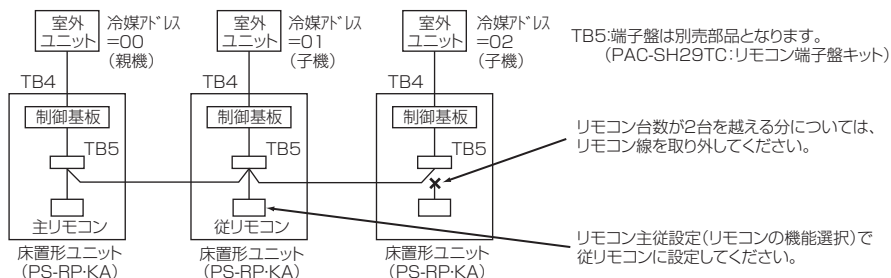 室外
ユニット
冷媒ｱﾄﾞﾚｽ
=00
(親機)
室外
ユニット
冷媒ｱﾄﾞﾚｽ
=01
(子機)
室外
ユニット
冷媒ｱﾄﾞﾚｽ
=02
(子機)
TB5:端子盤は別売部品となります。
(PAC-SH29TC:リモコン端子盤キット)
TB4
TB4
TB4
制御基板
制御基板
制御基板
TB5
TB5
TB5
リモコン台数が2台を越える分については、
リモコン線を取り外してください。
主リモコン
従リモコン
リモコン主従設定(リモコンの機能選択)で
従リモコンに設定してください。
床置形ユニット
(PS-RP·KA)
床置形ユニット
(PS-RP·KA)
床置形ユニット
(PS-RP·KA)